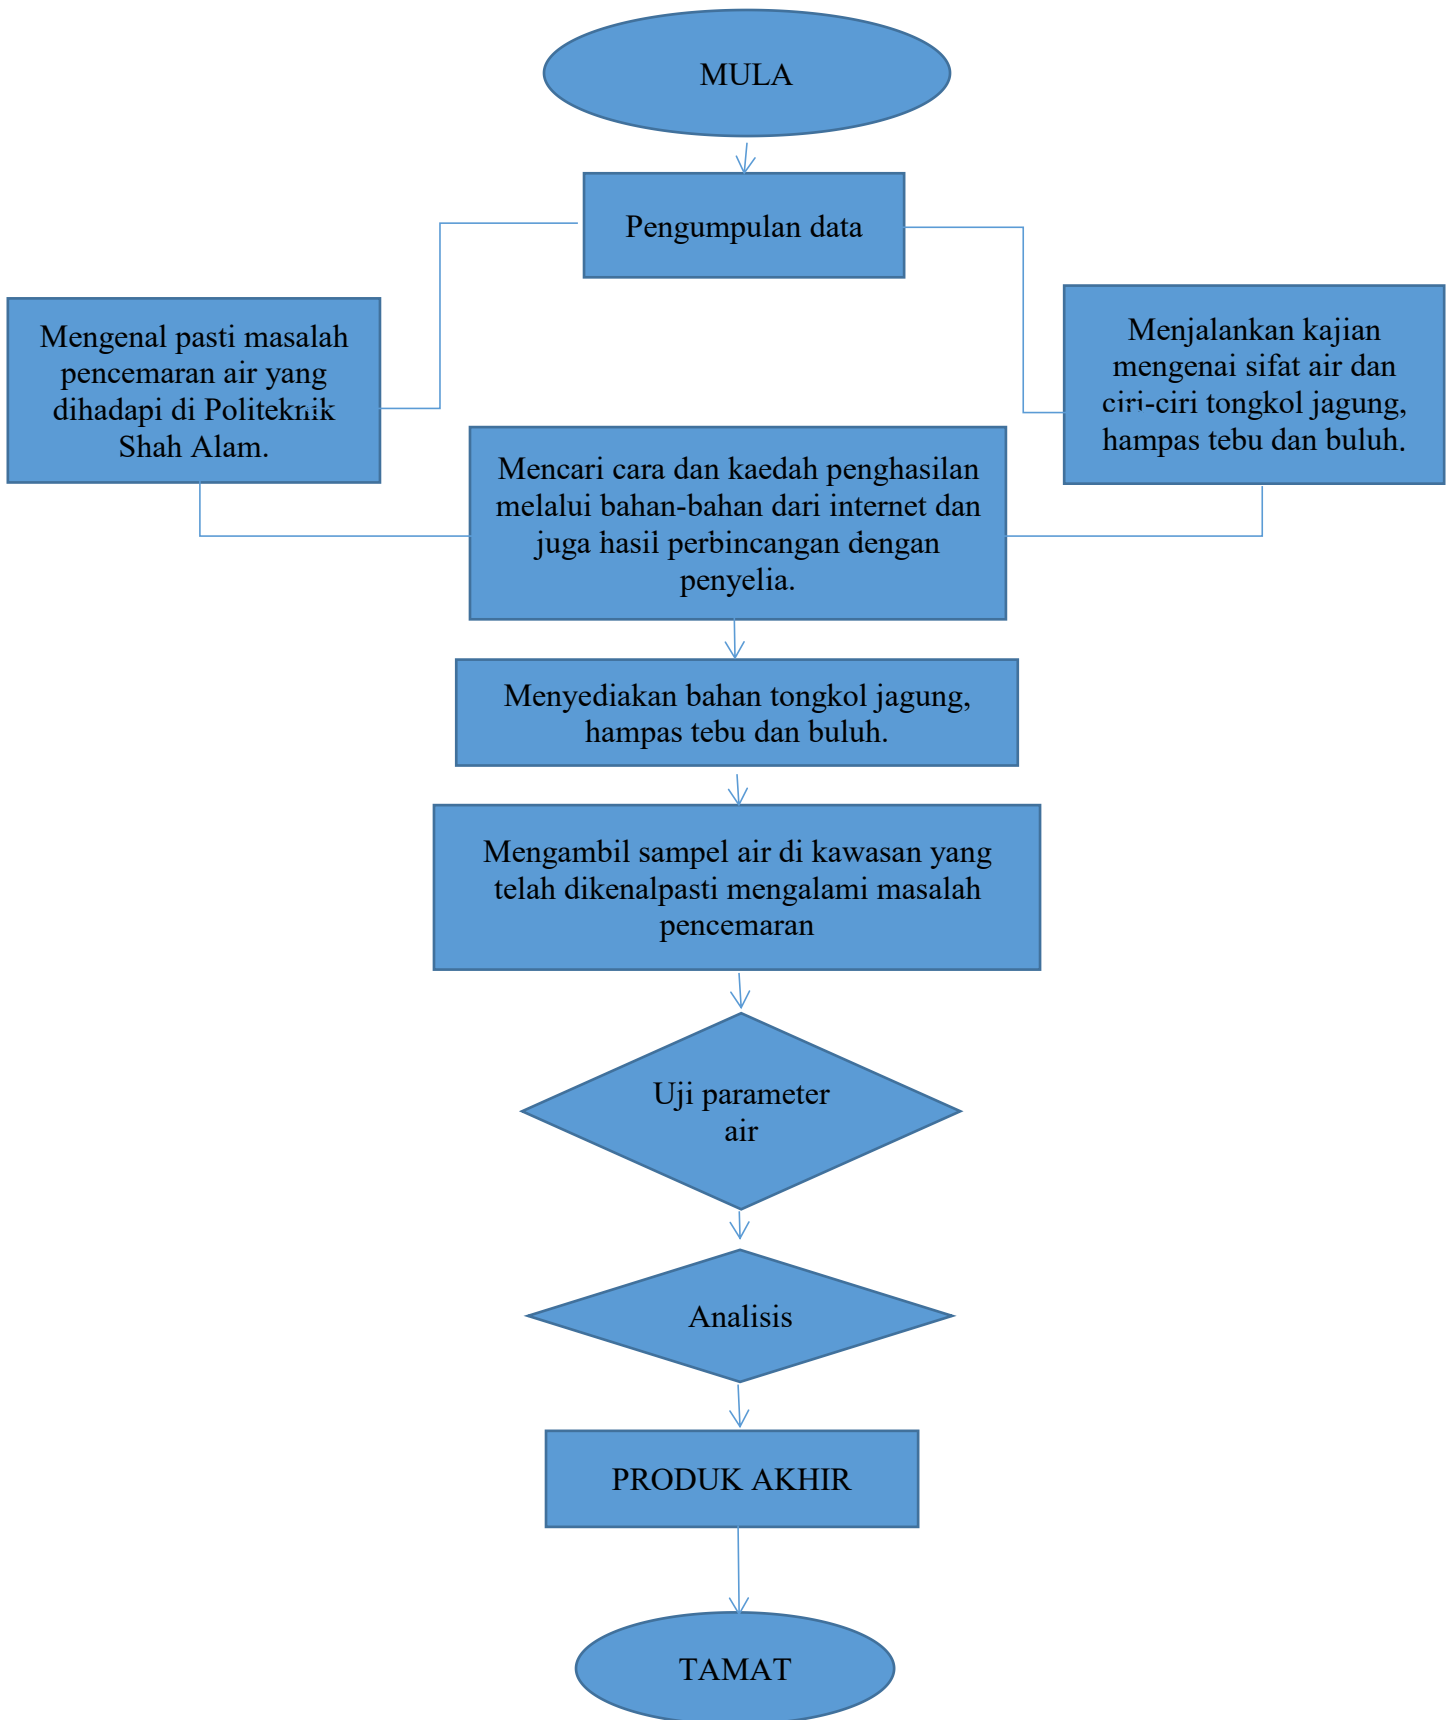 MULA
Pengumpulan data
Mengenal pasti masalah
pencemaran air yang
dihadapi di Politeknik
Shah Alam.
Menjalankan kajian
mengenai sifat air dan
ciri-ciri tongkol jagung,
hampas tebu dan buluh.
Mencari cara dan kaedah penghasilan
melalui bahan-bahan dari internet dan
juga hasil perbincangan dengan
penyelia.
Menyediakan bahan tongkol jagung,
hampas tebu dan buluh.
Mengambil sampel air di kawasan yang
telah dikenalpasti mengalami masalah
pencemaran
Uji parameter
air
Analisis
PRODUK AKHIR
TAMAT